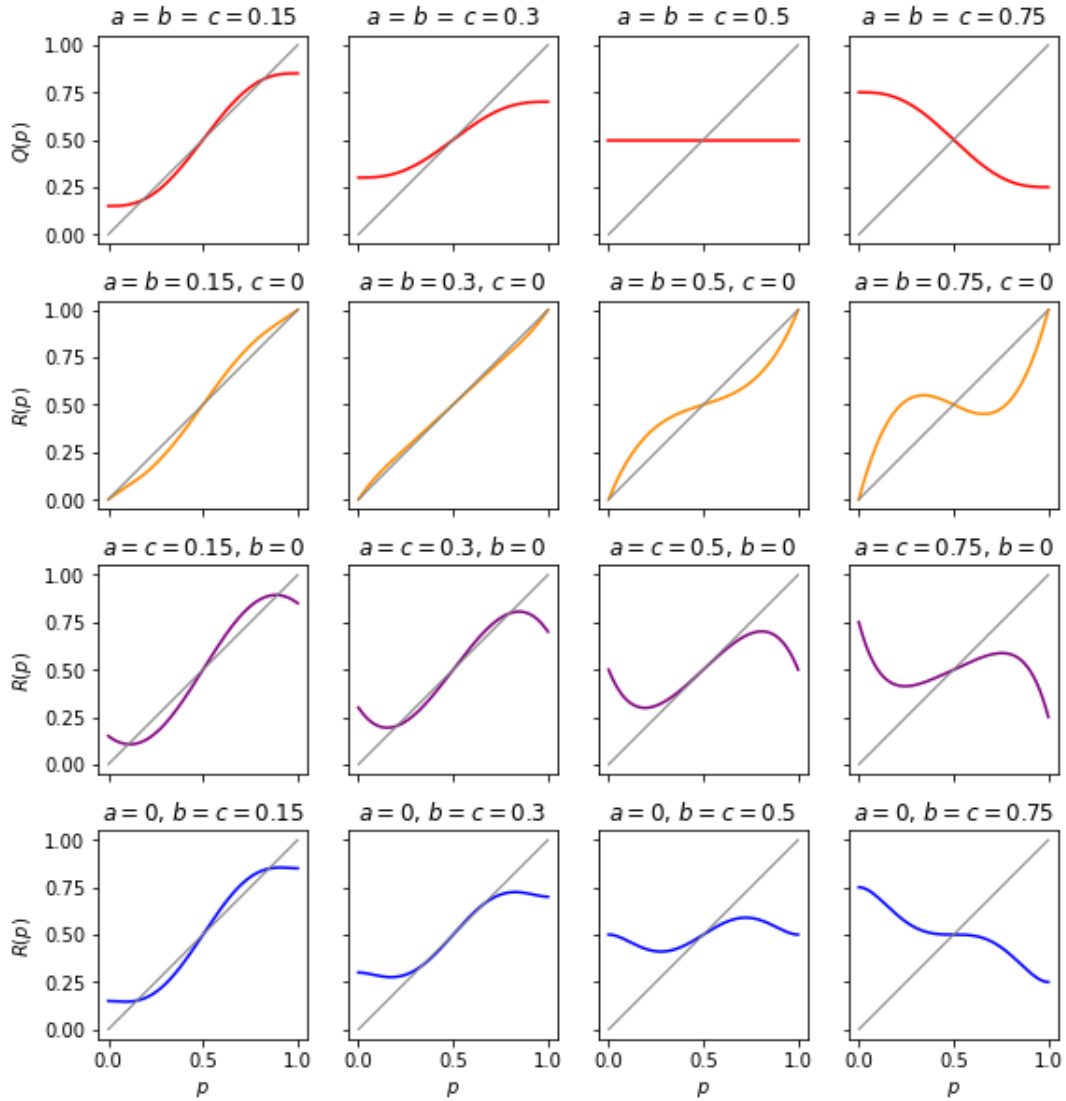 a = b = c = 0.15
a = b = c = 0.3
a = b = c = 0.5
a = b = c = 0.75
1.00
0.75
0.50
0.25
0.00
Q(p)
a = b = 0.15, c = 0
a = b = 0.3, c = 0
a = b = 0.5, c = 0
a = b = 0.75, c = 0
1.00
0.75
0.50
0.25
0.00
R(p)
a = c = 0.15, b = 0
a = c = 0.3, b = 0
a = c = 0.5, b = 0
a = c = 0.75, b = 0
1.00
0.75
0.50
0.25
0.00
R(p)
a = 0, b = c = 0.15
a = 0, b = c = 0.3
a = 0, b = c = 0.5
a = 0, b = c = 0.75
1.00
0.75
0.50
0.25
0.00
R(p)
0.0 0.5 1.0
0.0 0.5 1.0
0.0 0.5 1.0
0.0 0.5 1.0
p
p
p
p